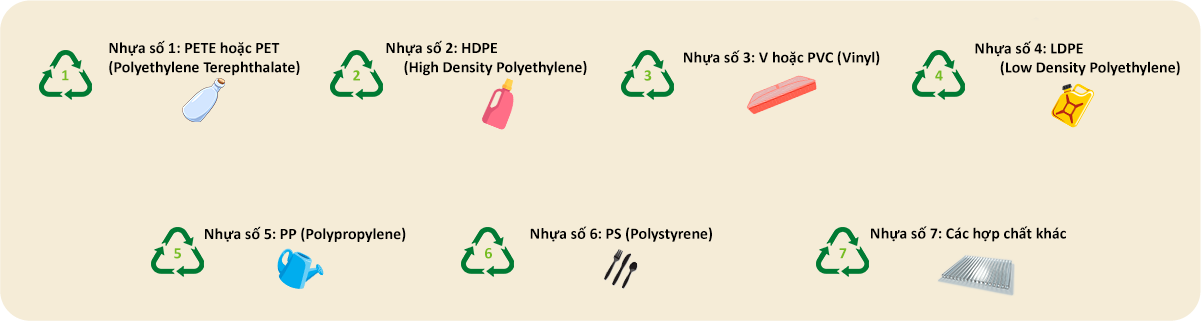 1
Nhựa số 1: PETE hoặc PET
(Polyethylene Terephthalate)
2
Nhựa số 2: HDPE
(High Density Polyethylene)
3
Nhựa số 3: V hoặc PVC (Vinyl)
4
Nhựa số 4: LDPE
(Low Density Polyethylene)
5
Nhựa số 5: PP (Polypropylene)
6
Nhựa số 6: PS (Polystyrene)
7
Nhựa số 7: Các hợp chất khác